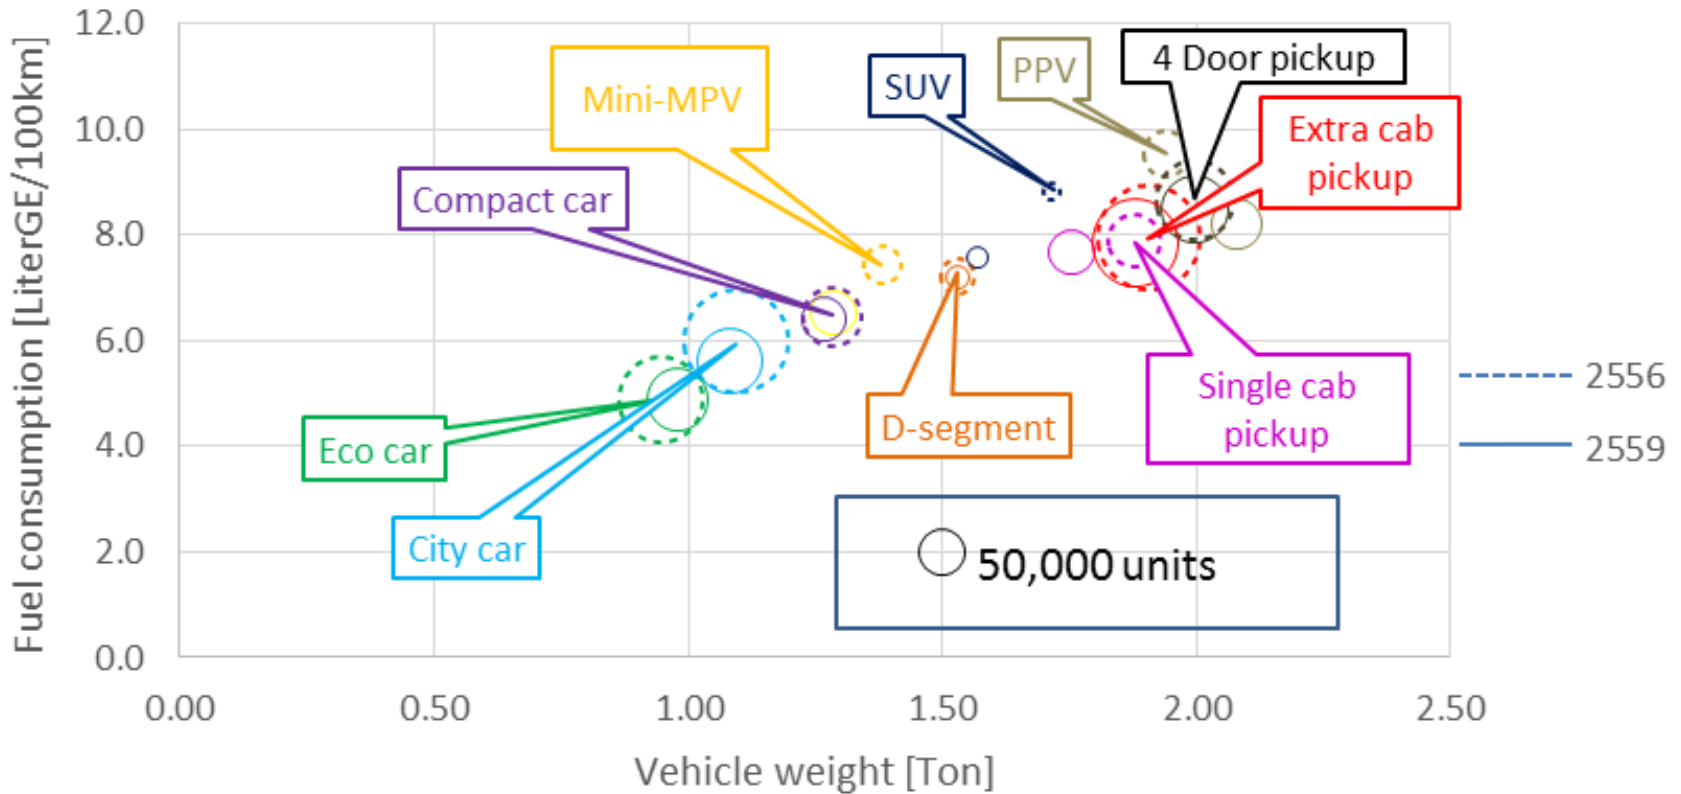 Fuel consumption [LiterGE/100km]
12.0
10.0
8.0
6.0
4.0
2.0
0.0
Mini-MPV
SUV
PPV
4 Door pickup
Extra cab
pickup
Compact car
Eco car
City car
D-segment
Single cab
pickup
50,000 units
2556
2559
0.00
0.50
1.00
1.50
2.00
2.50
Vehicle weight [Ton]